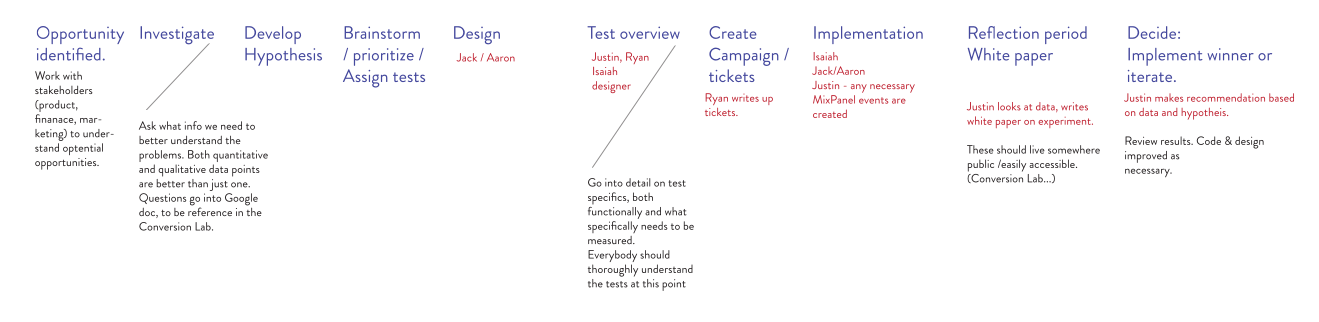 Opportunity
identified.
Work with
stakeholders
(product,
finanace, mar-
keting) to under-
stand optential
opportunities.
Investigate
Ask what info we need to
better understand the
problems. Both quantitative
and qualitative data points
are better than just one.
Questions go into Google
doc, to be reference in the
Conversion Lab.
Develop
Hypothesis
Brainstorm
/ prioritize /
Assign tests
Design
Jack / Aaron
Test overview
Justin, Ryan
Isaiah
designer
Go into detail on test
specifics, both
functionally and what
specifically needs to be
measured.
Everybody should
thoroughly understand
the tests at this point
Create
Campaign /
tickets
Ryan writes up
tickets.
Implementation
Isaiah
Jack/Aaron
Justin - any necessary
MixPanel events are
created
Reflection period
White paper
Justin looks at data, writes
white paper on experiment.
These should live somewhere
public /easily accessible.
(Conversion Lab...)
Decide:
Implement winner or
iterate.
Justin makes recommendation based
on data and hypotheis.
Review results. Code & design
improved as
necessary.